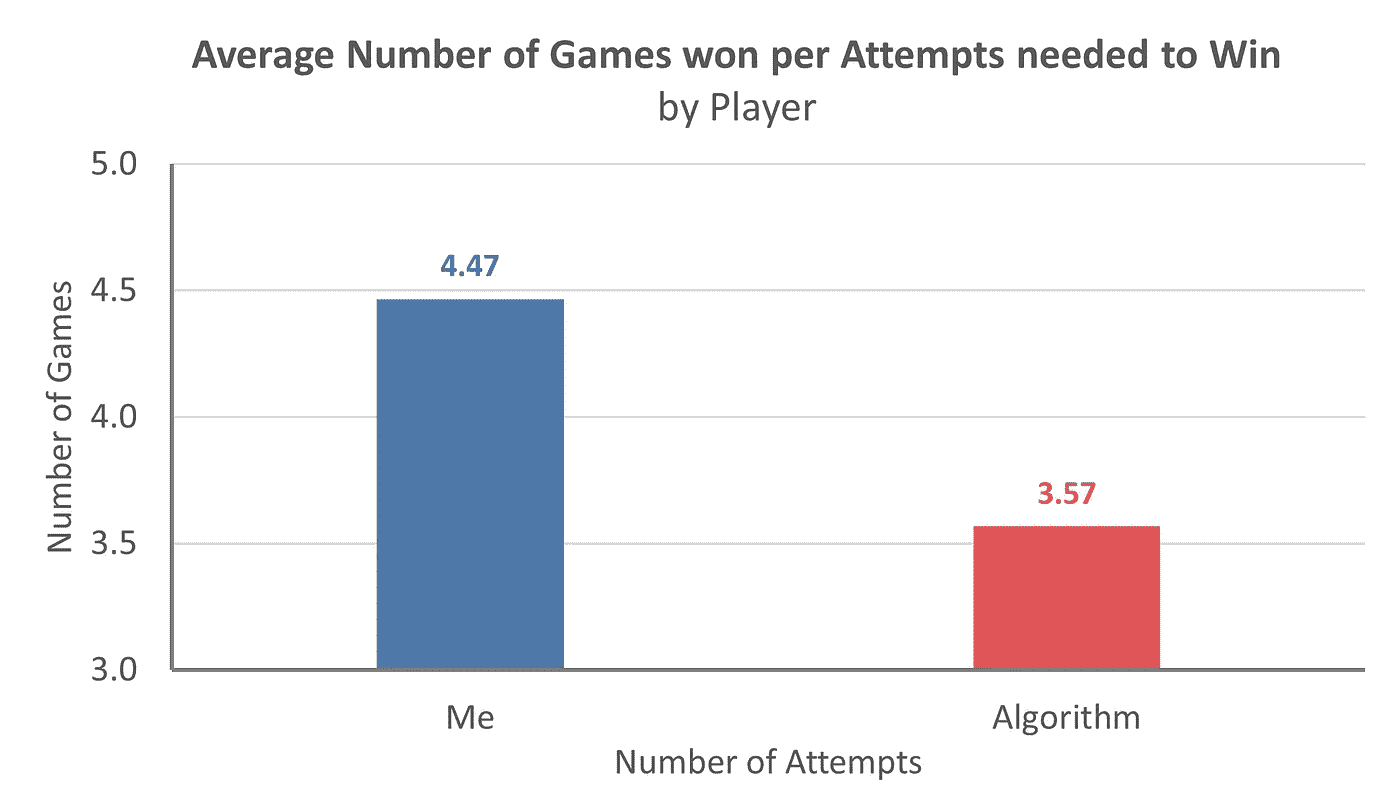 Average Number of Games won per Attempts needed to Win
by Player
5.0
4.5
4.0
3.5
3.0
Number of Games
4.47
3.57
Me
Algorithm
Number of Attempts